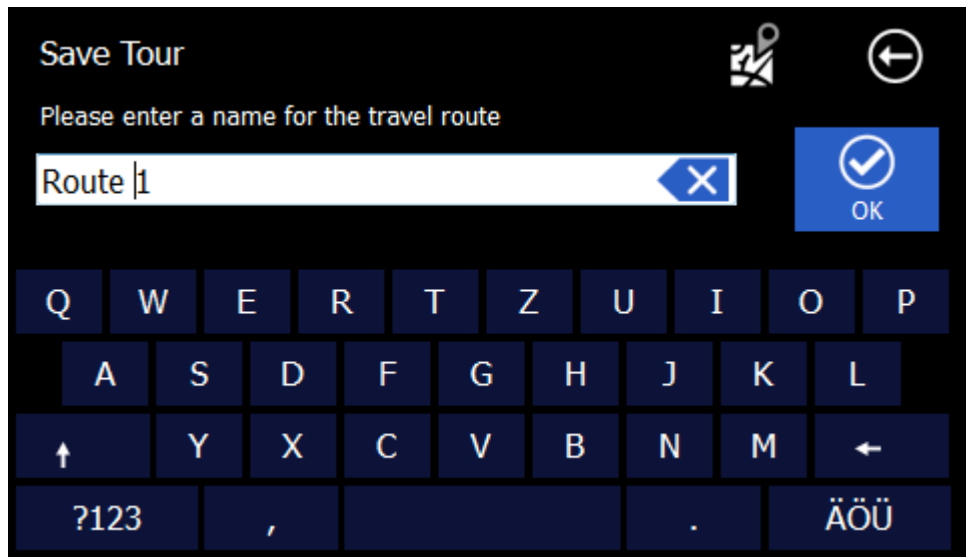 Save Tour
Please enter a name for the travel route
Route 1
OK
Q W E R T Z U I O P
A S D F G H J K L
Y X C V B N M
?123 , . ÄÖÜ